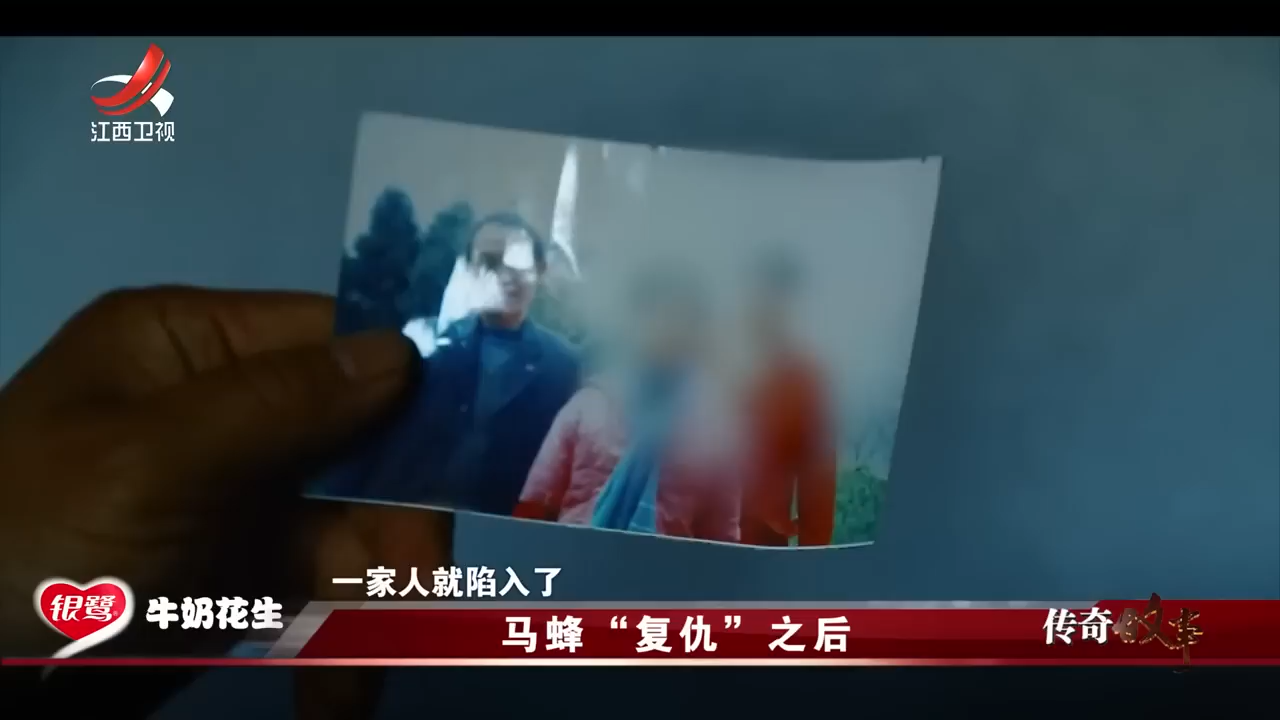 江西卫视
一家人就陷入了
银鹭®
牛奶花生
马蜂“复仇”之后
传奇故事